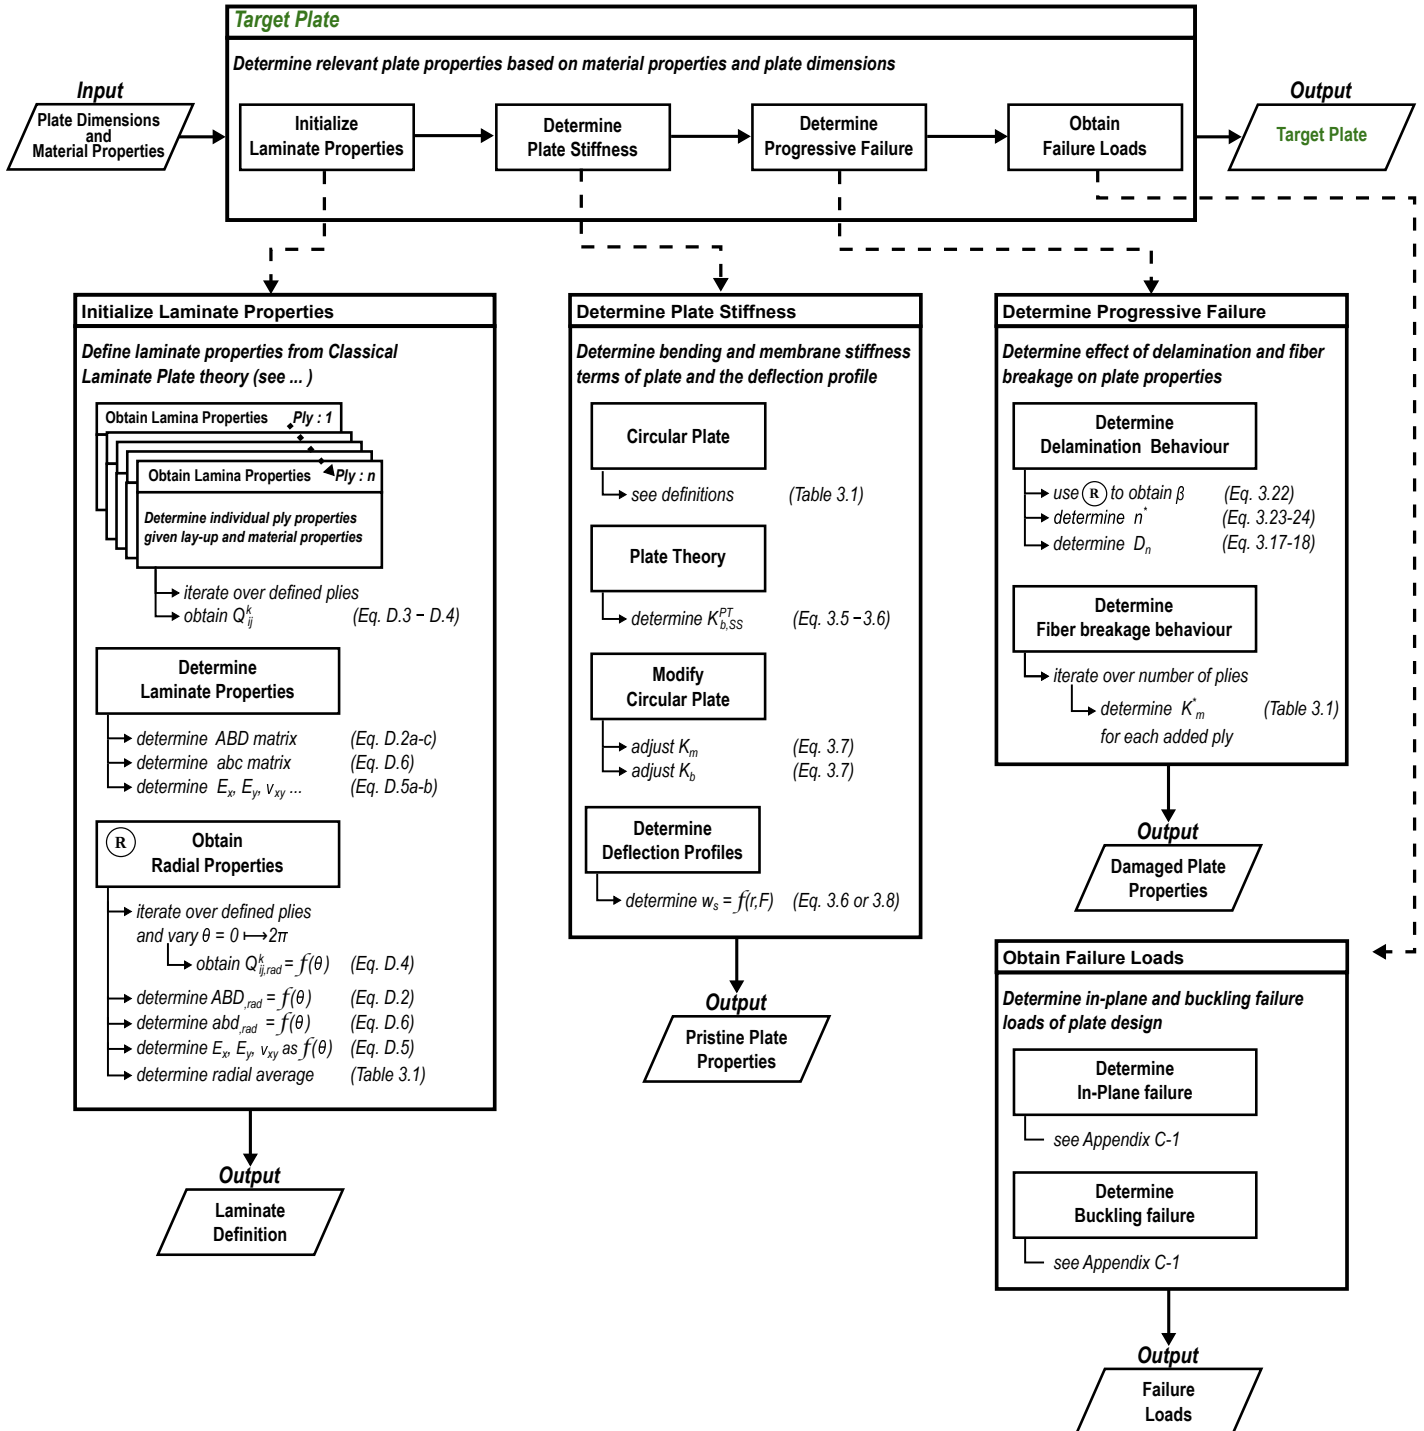 Target Plate
Determine relevant plate properties based on material properties and plate dimensions
Input
Plate Dimensions
and
Material Properties
Initialize
Laminate Properties
Determine
Plate Stiffness
Determine
Progressive Failure
Obtain
Failure Loads
Output
Target Plate
Initialize Laminate Properties
Define laminate properties from Classical
Laminate Plate theory (see ... )
Obtain Lamina Properties Ply : 1
Obtain Lamina Properties Ply : n
Determine individual ply properties
given lay-up and material properties
iterate over defined plies
obtain Q^k_ij (Eq. D.3 – D.4)
Determine
Laminate Properties
determine ABD matrix (Eq. D.2a-c)
determine abc matrix (Eq. D.6)
determine E_x, E_y, ν_xy ... (Eq. D.5a-b)
R
Obtain
Radial Properties
iterate over defined plies
and vary θ = 0 ⟼ 2π
obtain Q^k_ij,rad = f(θ) (Eq. D.4)
determine ABD_,rad = f(θ) (Eq. D.2)
determine abd_,rad = f(θ) (Eq. D.6)
determine E_x, E_y, ν_xy as f(θ) (Eq. D.5)
determine radial average (Table 3.1)
Output
Laminate
Definition
Determine Plate Stiffness
Determine bending and membrane stiffness
terms of plate and the deflection profile
Circular Plate
see definitions (Table 3.1)
Plate Theory
determine K^PT_b,SS (Eq. 3.5 – 3.6)
Modify
Circular Plate
adjust K_m (Eq. 3.7)
adjust K_b (Eq. 3.7)
Determine
Deflection Profiles
determine w_s = f(r,F) (Eq. 3.6 or 3.8)
Output
Pristine Plate
Properties
Determine Progressive Failure
Determine effect of delamination and fiber
breakage on plate properties
Determine
Delamination Behaviour
use R to obtain β (Eq. 3.22)
determine n^* (Eq. 3.23-24)
determine D_n (Eq. 3.17-18)
Determine
Fiber breakage behaviour
iterate over number of plies
determine K^*_m (Table 3.1)
for each added ply
Output
Damaged Plate
Properties
Obtain Failure Loads
Determine in-plane and buckling failure
loads of plate design
Determine
In-Plane failure
see Appendix C-1
Determine
Buckling failure
see Appendix C-1
Output
Failure
Loads